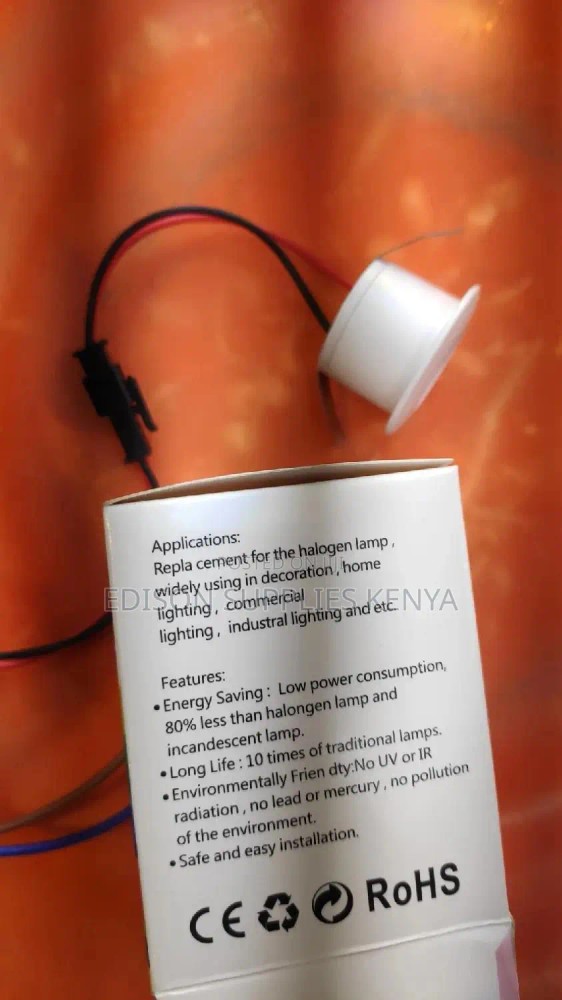 Applications:
Repla cement for the halogen lamp ,
POSTED ON
widely using in decoration , home
EDISON SUPPLIES KENYA
lighting , commercial
lighting , industral lighting and etc.
Features:
• Energy Saving : Low power consumption,
80% less than halongen lamp and
incandescent lamp.
• Long Life : 10 times of traditional lamps.
• Environmentally Frien dty:No UV or IR
radiation , no lead or mercury , no pollution
of the environment.
• Safe and easy installation.
CE RoHS